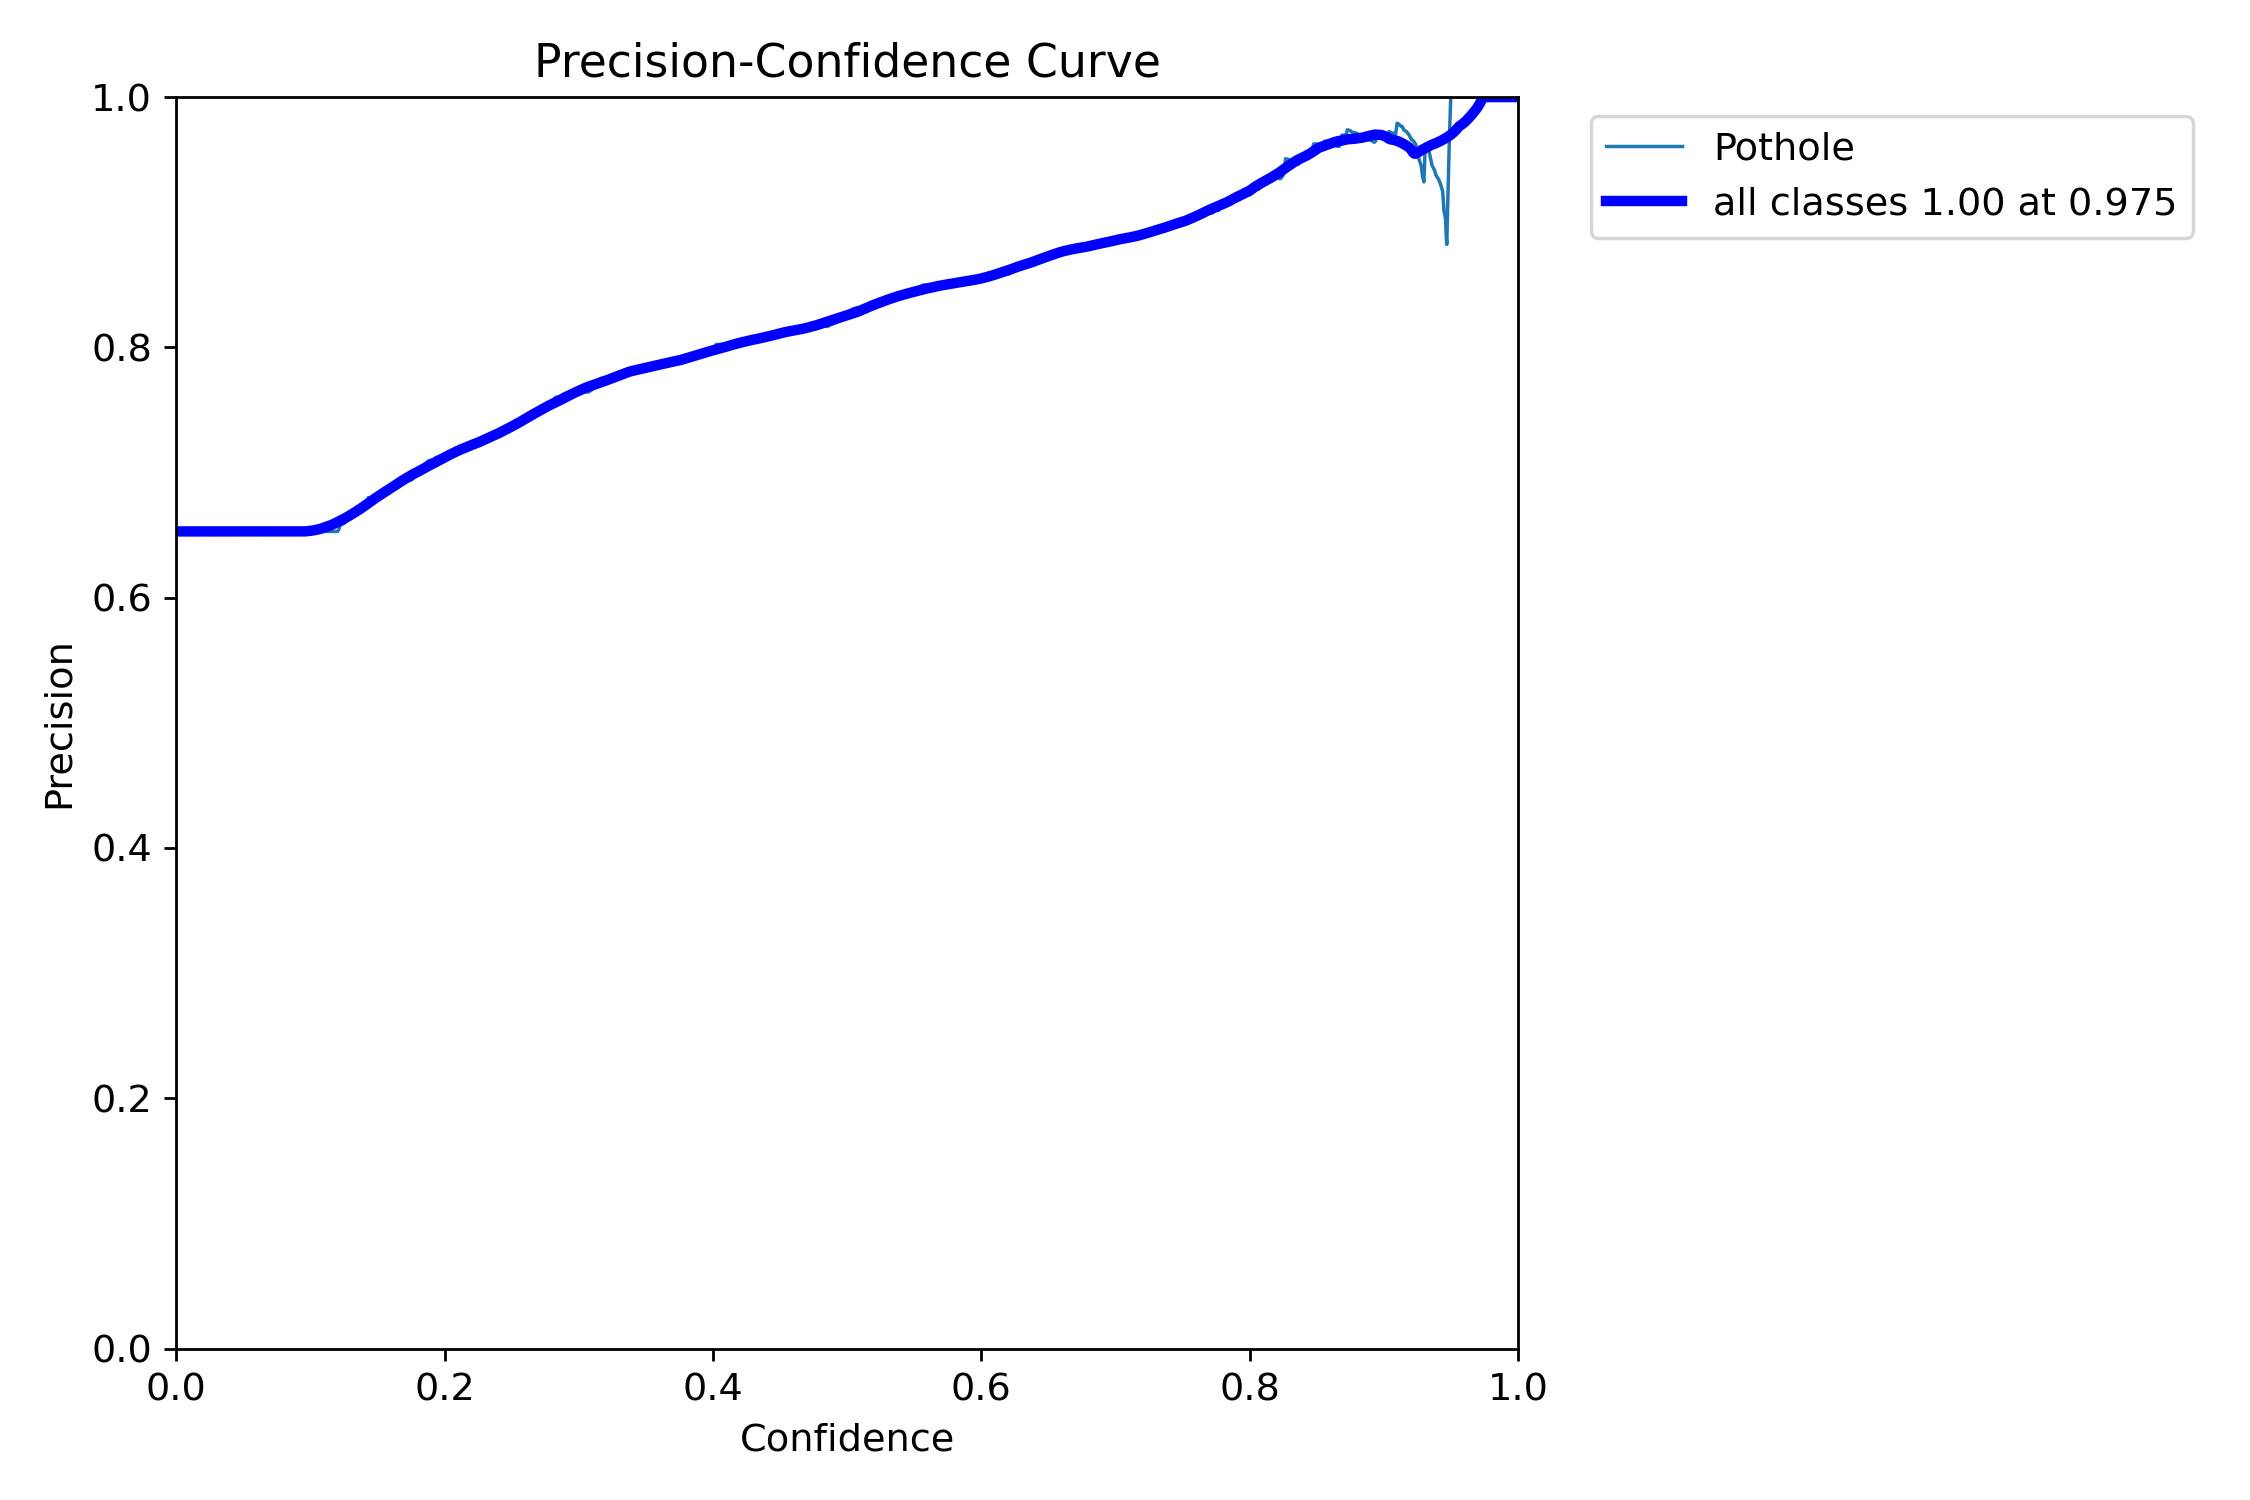 Precision-Confidence Curve
1.0
0.8
0.6
0.4
0.2
0.0
Precision
0.0 0.2 0.4 0.6 0.8 1.0
Confidence
Pothole
all classes 1.00 at 0.975